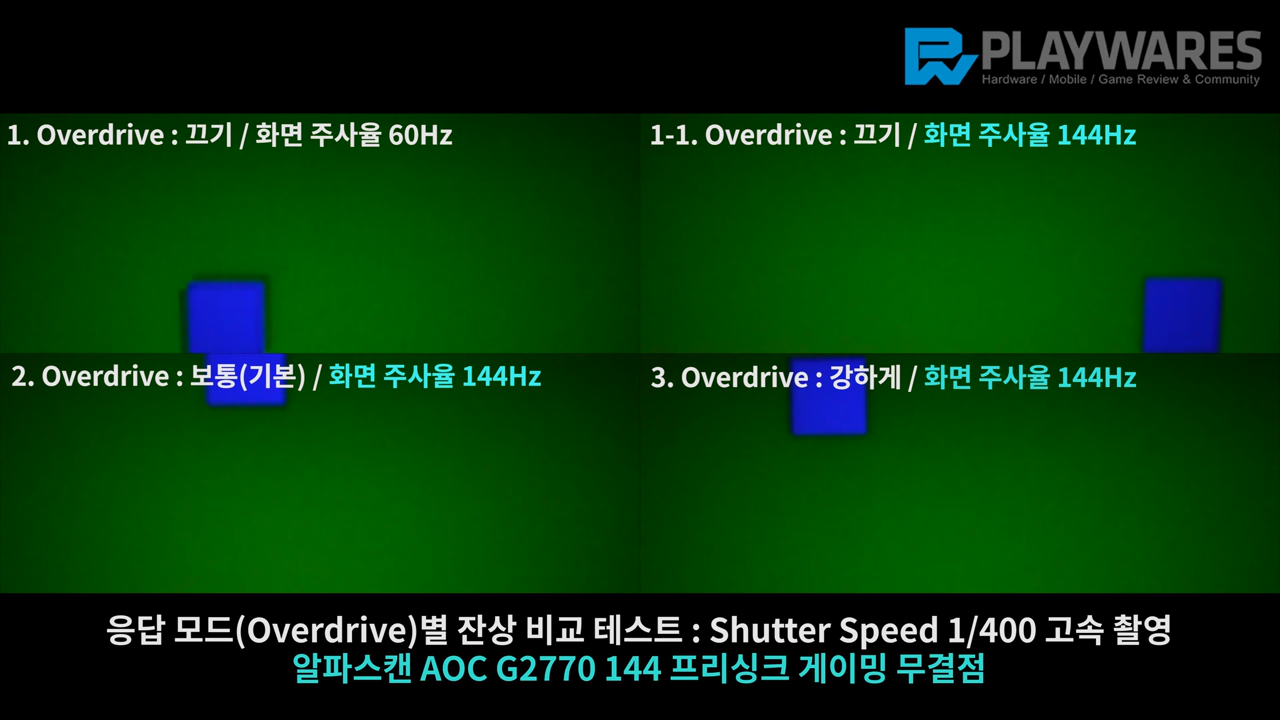 PLAYWARES
Hardware / Mobile / Game Review & Community
1. Overdrive : 끄기 / 화면 주사율 60Hz
1-1. Overdrive : 끄기 / 화면 주사율 144Hz
2. Overdrive : 보통(기본) / 화면 주사율 144Hz
3. Overdrive : 강하게 / 화면 주사율 144Hz
응답 모드(Overdrive)별 잔상 비교 테스트 : Shutter Speed 1/400 고속 촬영
알파스캔 AOC G2770 144 프리싱크 게이밍 무결점